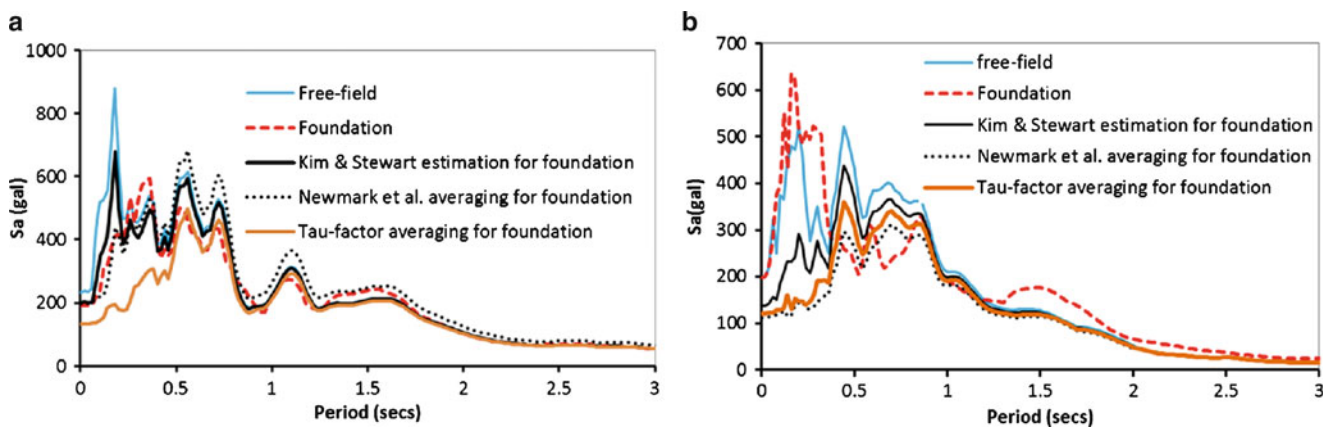 a
1000
800
600
400
200
0
Sa (gal)
Free-field
Foundation
Kim & Stewart estimation for foundation
Newmark et al. averaging for foundation
Tau-factor averaging for foundation
0 0.5 1 1.5 2 2.5 3
Period (secs)
b
700
600
500
400
300
200
100
0
Sa(gal)
free-field
Foundation
Kim & Stewart estimation for foundation
Newmark et al. averaging for foundation
Tau-factor averaging for foundation
0 0.5 1 1.5 2 2.5 3
Period (secs)